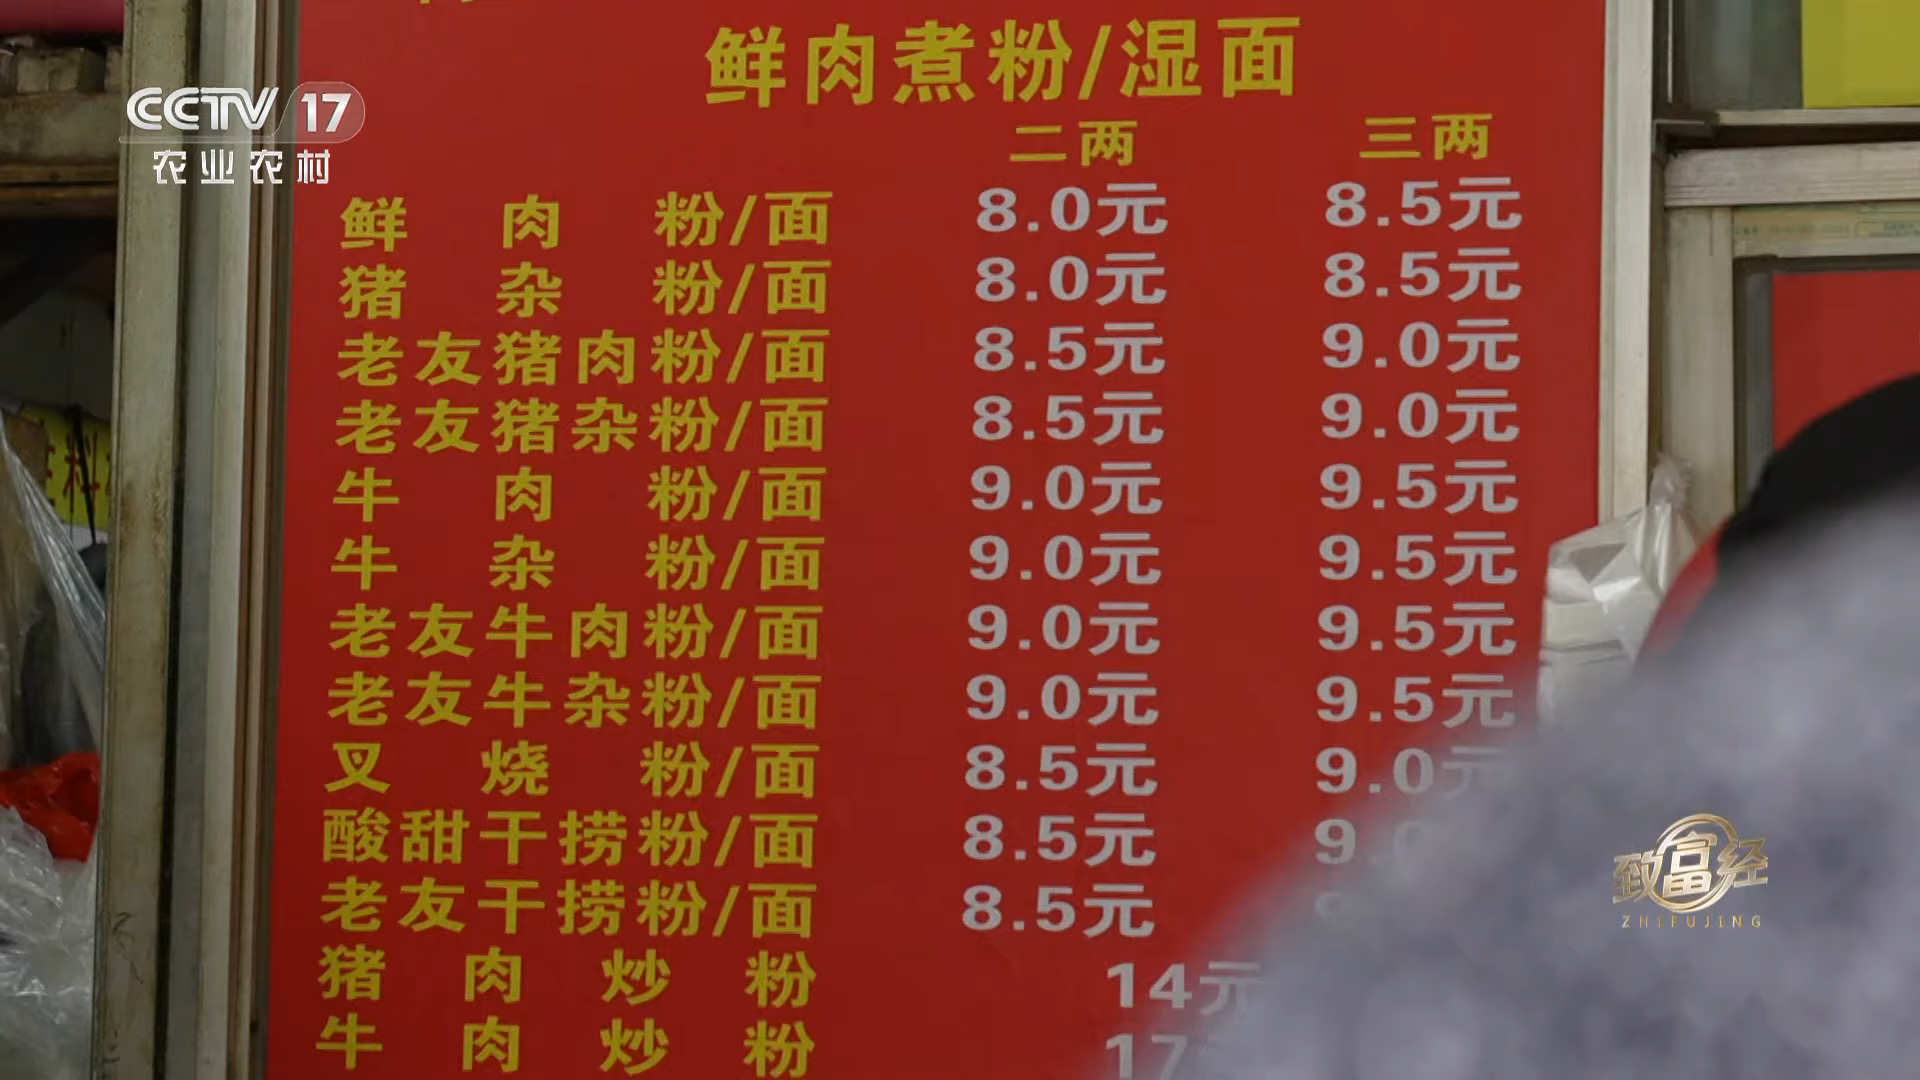 鲜肉煮粉/湿面
CCTV 17
农业农村
二两 三两
鲜肉粉/面 8.0元 8.5元
猪杂粉/面 8.0元 8.5元
老友猪肉粉/面 8.5元 9.0元
老友猪杂粉/面 8.5元 9.0元
牛肉粉/面 9.0元 9.5元
牛杂粉/面 9.0元 9.5元
老友牛肉粉/面 9.0元 9.5元
老友牛杂粉/面 9.0元 9.5元
叉烧粉/面 8.5元 9.0元
酸甜干捞粉/面 8.5元
老友干捞粉/面 8.5元
猪肉炒粉 14元
牛肉炒粉 17
致富经
ZHIFUJING